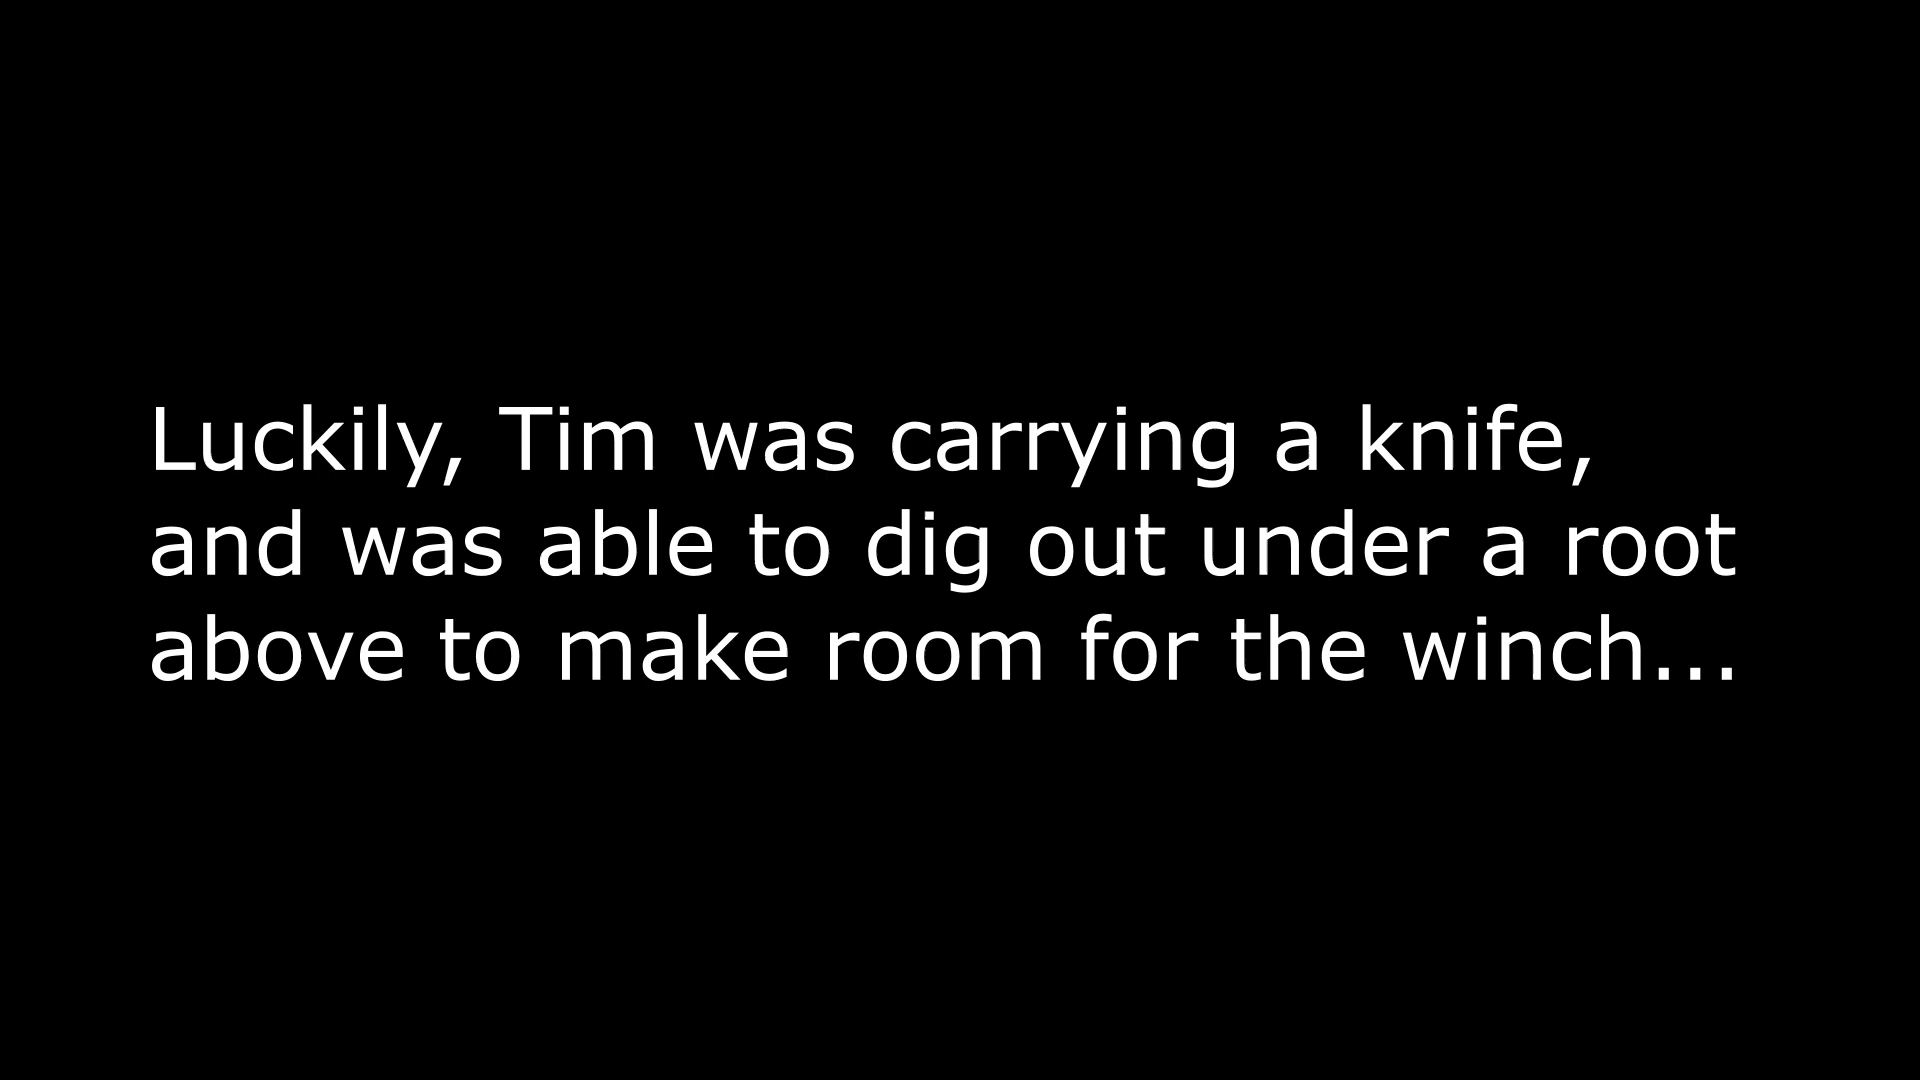 Luckily, Tim was carrying a knife,
and was able to dig out under a root
above to make room for the winch...